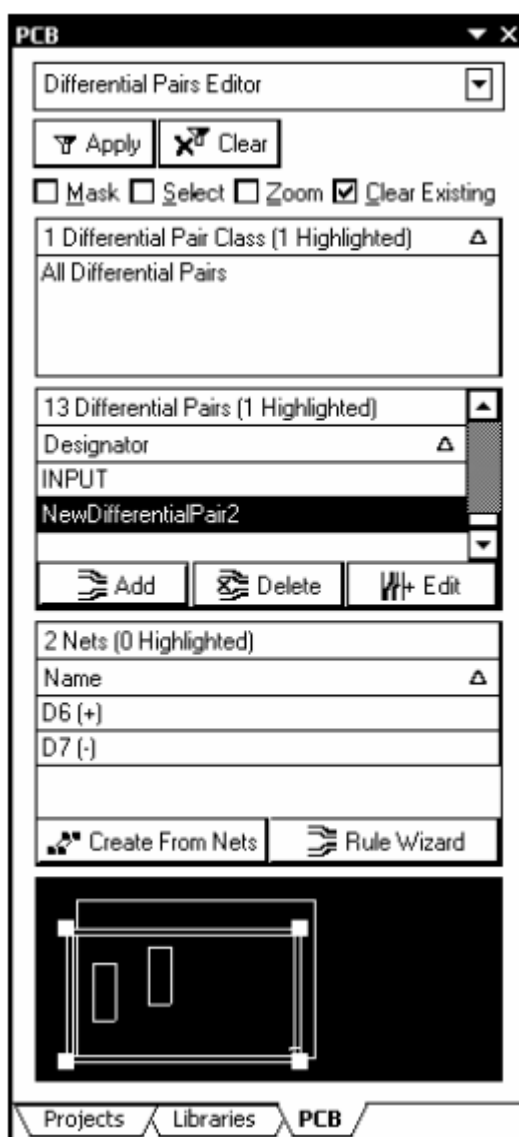 PCB
Differential Pairs Editor
Apply Clear
Mask Select Zoom Clear Existing
1 Differential Pair Class (1 Highlighted)
All Differential Pairs
13 Differential Pairs (1 Highlighted)
Designator
INPUT
NewDifferentialPair2
Add Delete Edit
2 Nets (0 Highlighted)
Name
D6 (+)
D7 (-)
Create From Nets Rule Wizard
Projects Libraries PCB